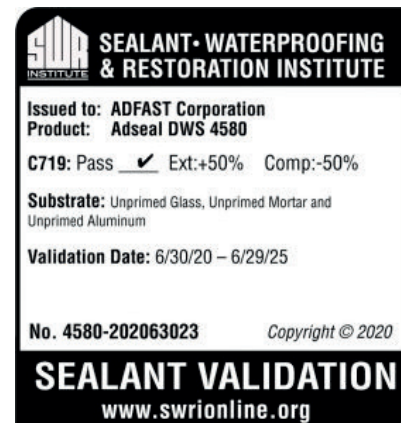 SWR
INSTITUTE
SEALANT• WATERPROOFING
& RESTORATION INSTITUTE
Issued to: ADFAST Corporation
Product: Adseal DWS 4580
C719: Pass ✔ Ext:+50% Comp:-50%
Substrate: Unprimed Glass, Unprimed Mortar and
Unprimed Aluminum
Validation Date: 6/30/20 – 6/29/25
No. 4580-202063023 Copyright © 2020
SEALANT VALIDATION
www.swrionline.org